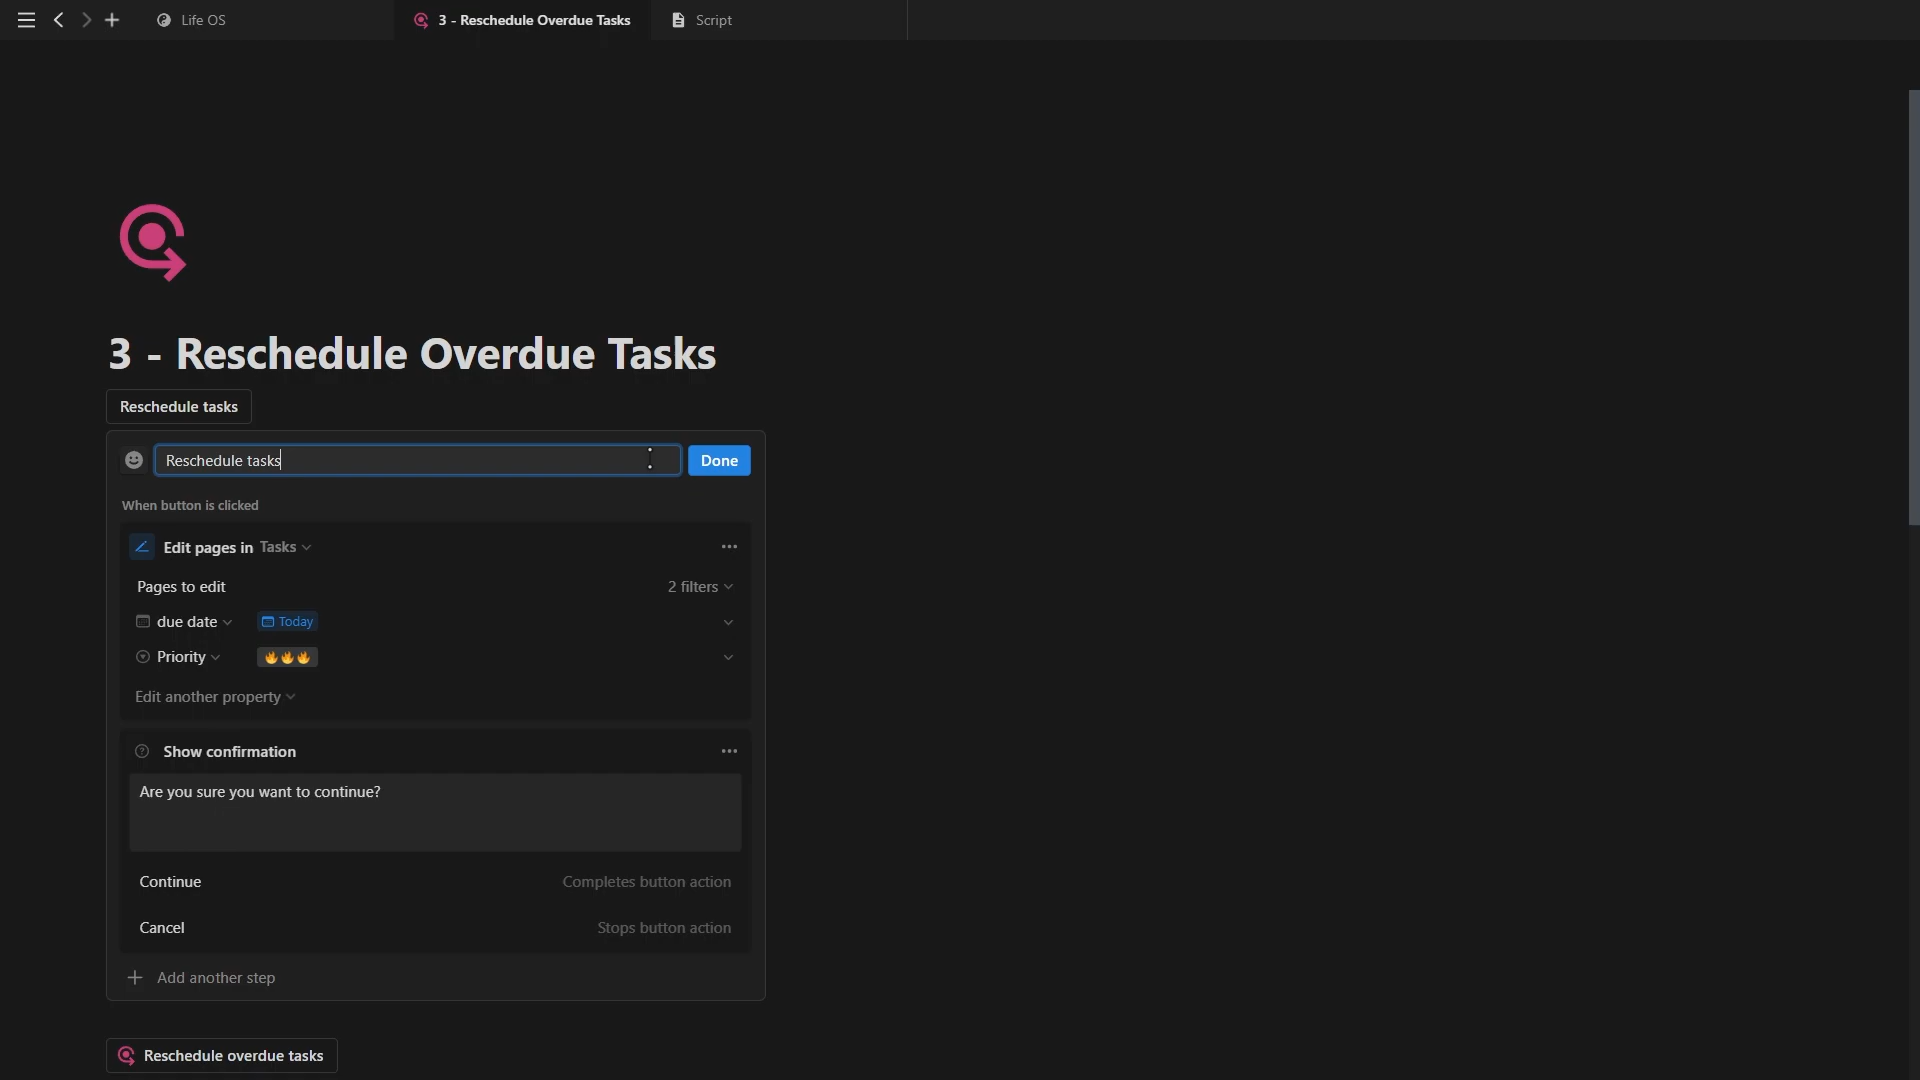 Life OS
3 - Reschedule Overdue Tasks
Script
3 - Reschedule Overdue Tasks
Reschedule tasks
Reschedule tasks
Done
When button is clicked
Edit pages in Tasks
Pages to edit
2 filters
due date
Today
Priority
🔥🔥🔥
Edit another property
Show confirmation
Are you sure you want to continue?
Continue
Completes button action
Cancel
Stops button action
Add another step
Reschedule overdue tasks